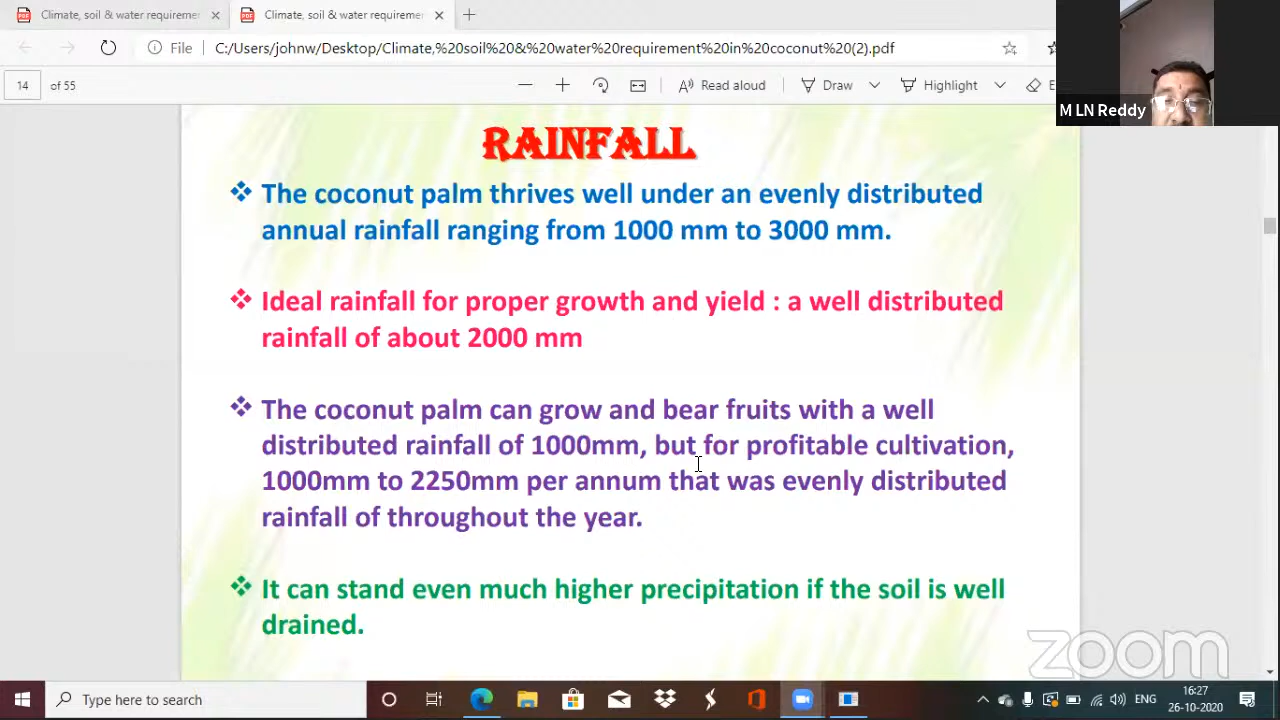 Climate, soil & water requiremen
Climate, soil & water requiremen
File
C:/Users/johnw/Desktop/Climate,%20soil%20&%20water%20requirement%20in%20coconut%20(2).pdf
14 of 55
Read aloud
Draw
Highlight
M LN Reddy
RAINFALL
The coconut palm thrives well under an evenly distributed
annual rainfall ranging from 1000 mm to 3000 mm.
Ideal rainfall for proper growth and yield : a well distributed
rainfall of about 2000 mm
The coconut palm can grow and bear fruits with a well
distributed rainfall of 1000mm, but for profitable cultivation,
1000mm to 2250mm per annum that was evenly distributed
rainfall of throughout the year.
It can stand even much higher precipitation if the soil is well
drained.
zoom
Type here to search
ENG
16:27
26-10-2020